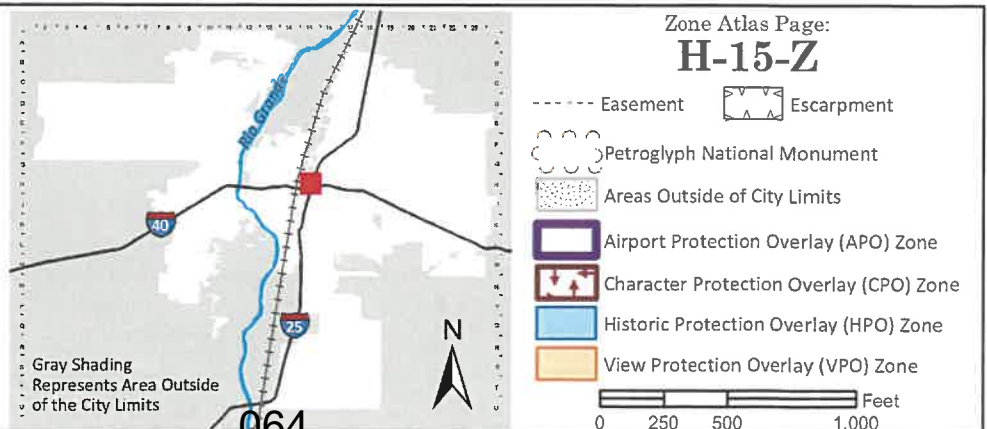 Zone Atlas Page:
H-15-Z
Easement
Escarpment
Petroglyph National Monument
Areas Outside of City Limits
Airport Protection Overlay (APO) Zone
Character Protection Overlay (CPO) Zone
Historic Protection Overlay (HPO) Zone
View Protection Overlay (VPO) Zone
Feet
0 250 500 1,000
Rio Grande
40
25
N
Gray Shading
Represents Area Outside
of the City Limits
064